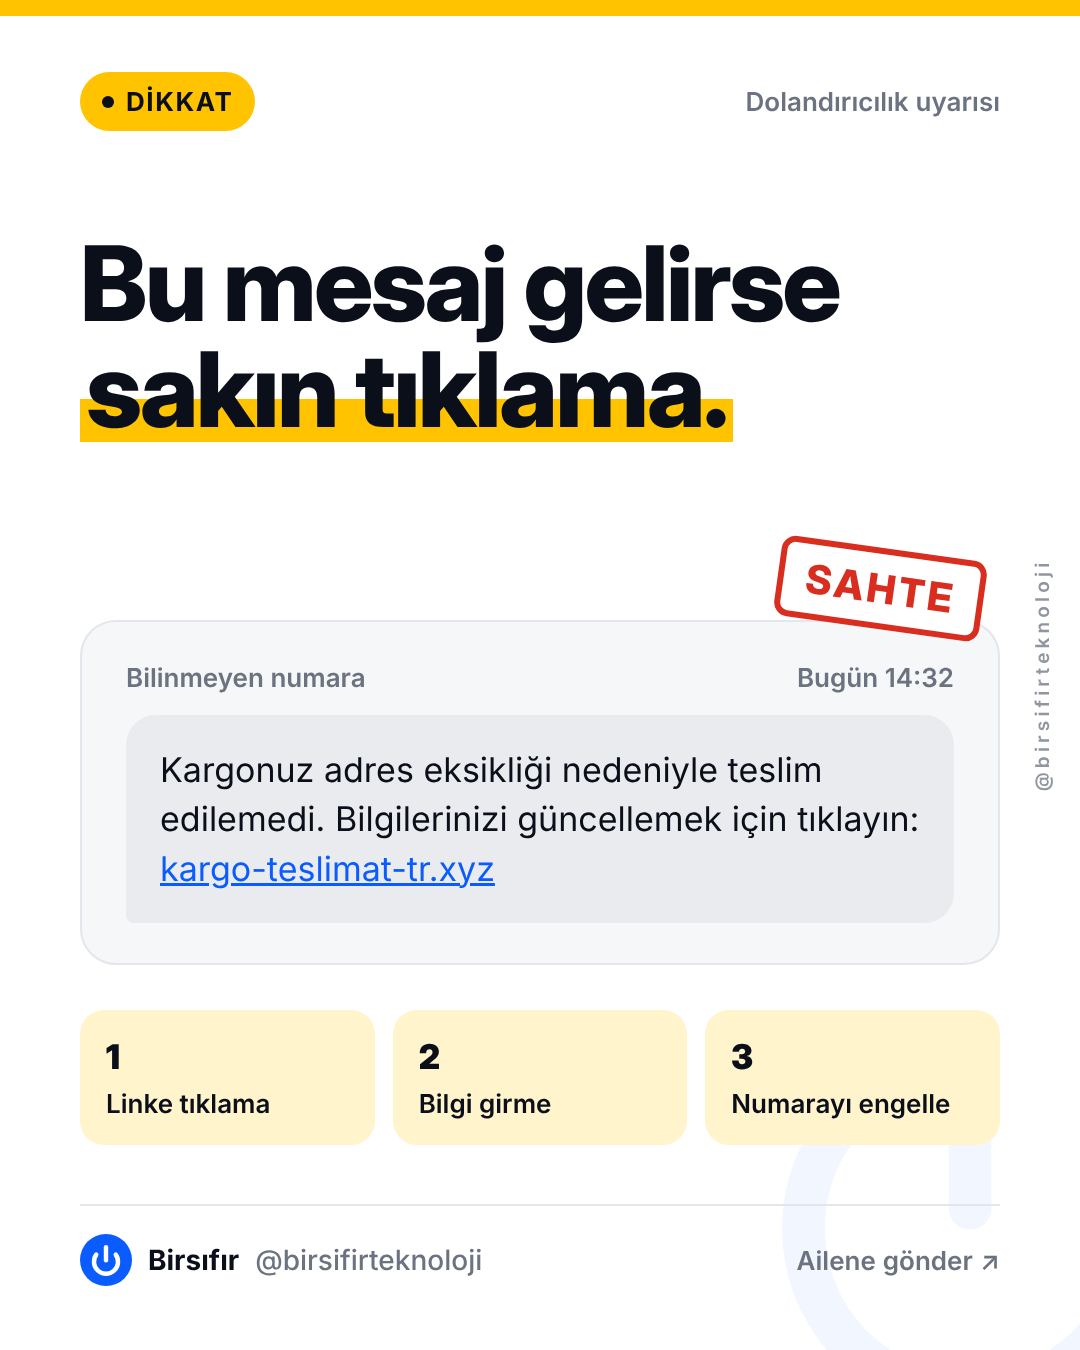 DİKKAT
Dolandırıcılık uyarısı
Bu mesaj gelirse
sakın tıklama.
SAHTE
@birsifirteknoloji
Bilinmeyen numara
Bugün 14:32
Kargonuz adres eksikliği nedeniyle teslim
edilemedi. Bilgilerinizi güncellemek için tıklayın:
kargo-teslimat-tr.xyz
1
Linke tıklama
2
Bilgi girme
3
Numarayı engelle
Birsıfır @birsifirteknoloji
Ailene gönder ↗